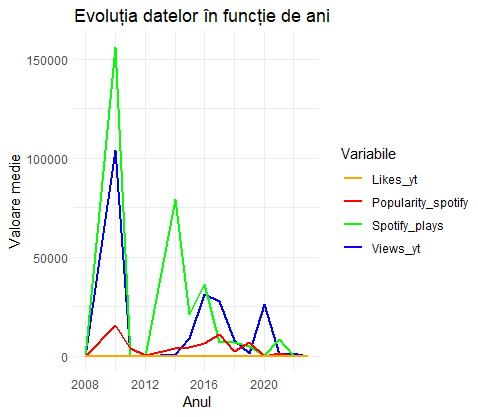 Evoluția datelor în funcție de ani
Valoare medie
150000
100000
50000
0
2008
2012
2016
2020
Anul
Variabile
Likes_yt
Popularity_spotify
Spotify_plays
Views_yt